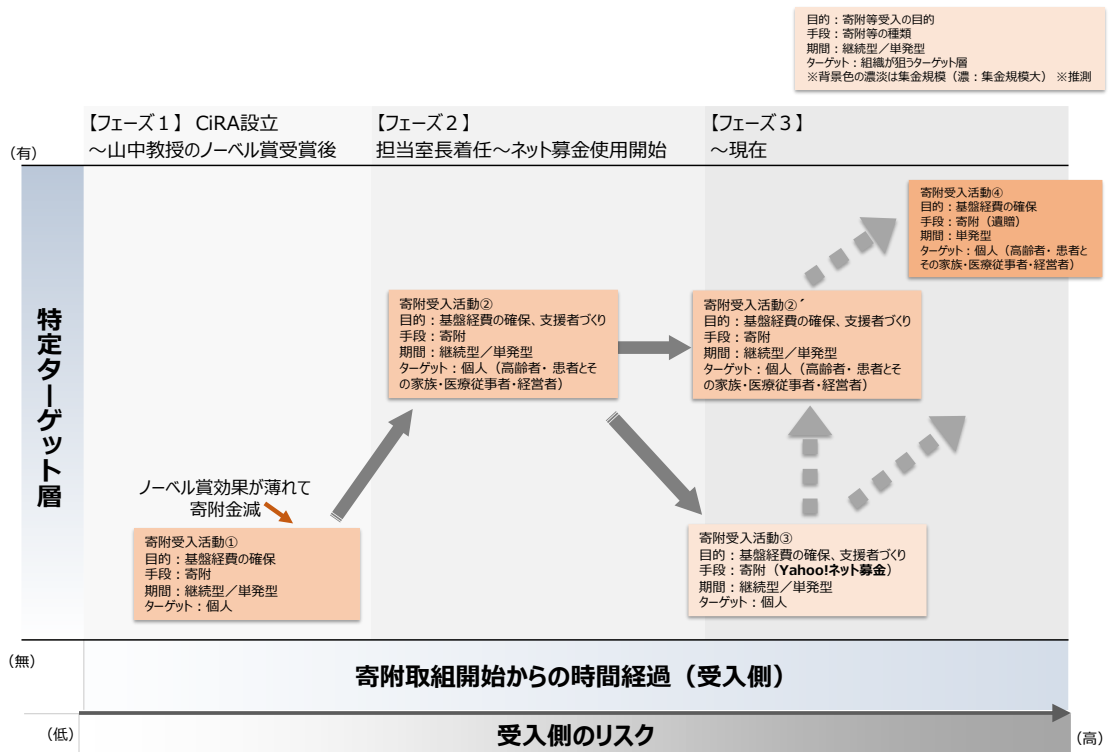 目的：寄附等受入の目的
手段：寄附等の種類
期間：継続型／単発型
ターゲット：組織が狙うターゲット層
※背景色の濃淡は集金規模（濃：集金規模大） ※推測
【フェーズ１】 CiRA設立
～山中教授のノーベル賞受賞後
【フェーズ２】
担当室長着任～ネット募金使用開始
【フェーズ３】
～現在
（有）
特定ターゲット層
寄附受入活動④
目的：基盤経費の確保
手段：寄附（遺贈）
期間：単発型
ターゲット：個人（高齢者・患者と
その家族・医療従事者・経営者）
寄附受入活動②
目的：基盤経費の確保、支援者づくり
手段：寄附
期間：継続型／単発型
ターゲット：個人（高齢者・患者とそ
の家族・医療従事者・経営者）
寄附受入活動②´
目的：基盤経費の確保、支援者づくり
手段：寄附
期間：継続型／単発型
ターゲット：個人（高齢者・患者とそ
の家族・医療従事者・経営者）
ノーベル賞効果が薄れて
寄附金減
寄附受入活動①
目的：基盤経費の確保
手段：寄附
期間：継続型／単発型
ターゲット：個人
寄附受入活動③
目的：基盤経費の確保、支援者づくり
手段：寄附（Yahoo!ネット募金）
期間：継続型／単発型
ターゲット：個人
（無）
寄附取組開始からの時間経過（受入側）
（低）
受入側のリスク
（高）